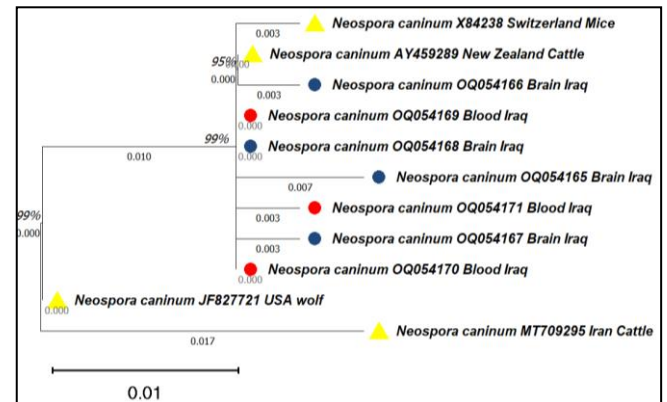 Neospora caninum X84238 Switzerland Mice
0.003
Neospora caninum AY459289 New Zealand Cattle
95%
0.000
Neospora caninum OQ054166 Brain Iraq
0.003
Neospora caninum OQ054169 Blood Iraq
0.000
99%
Neospora caninum OQ054168 Brain Iraq
0.010
0.000
Neospora caninum OQ054165 Brain Iraq
0.007
Neospora caninum OQ054171 Blood Iraq
0.003
99%
0.000
Neospora caninum OQ054167 Brain Iraq
0.003
Neospora caninum OQ054170 Blood Iraq
0.000
Neospora caninum JF827721 USA wolf
0.000
Neospora caninum MT709295 Iran Cattle
0.017
0.01